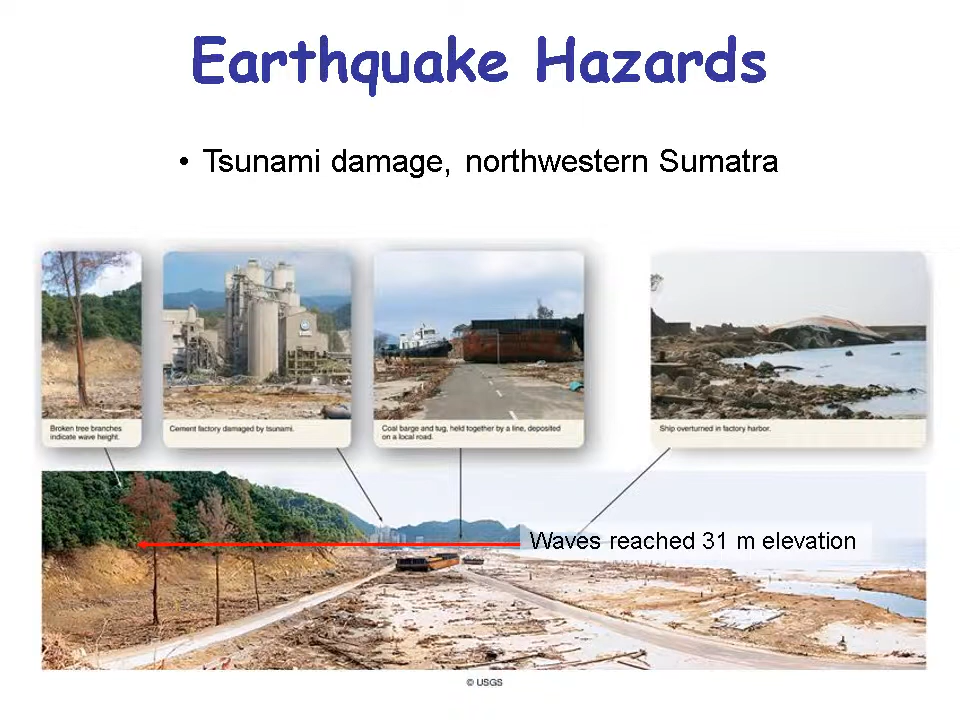 Earthquake Hazards
• Tsunami damage, northwestern Sumatra
Broken tree branches
indicate wave height.
Cement factory damaged by tsunami.
Coal barge and tug, held together by a line, deposited
on a local road.
Ship overturned in factory harbor.
Waves reached 31 m elevation
© USGS